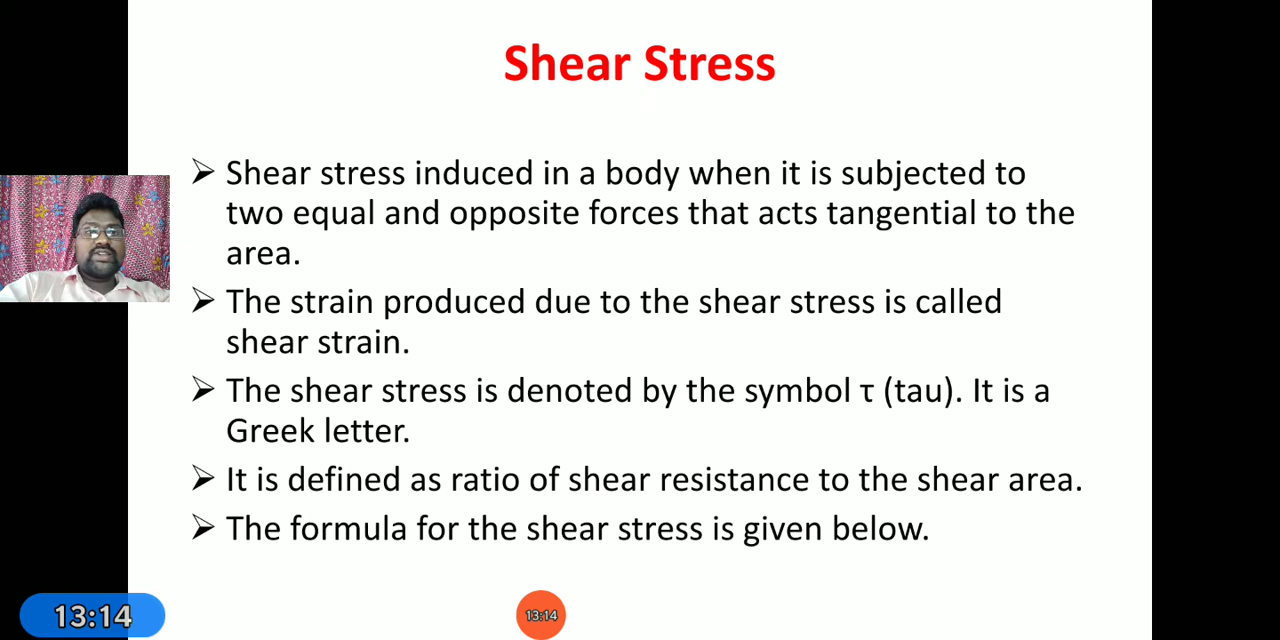 Shear Stress
➢ Shear stress induced in a body when it is subjected to
two equal and opposite forces that acts tangential to the
area.
➢ The strain produced due to the shear stress is called
shear strain.
➢ The shear stress is denoted by the symbol τ (tau). It is a
Greek letter.
➢ It is defined as ratio of shear resistance to the shear area.
➢ The formula for the shear stress is given below.
13:14
13:14